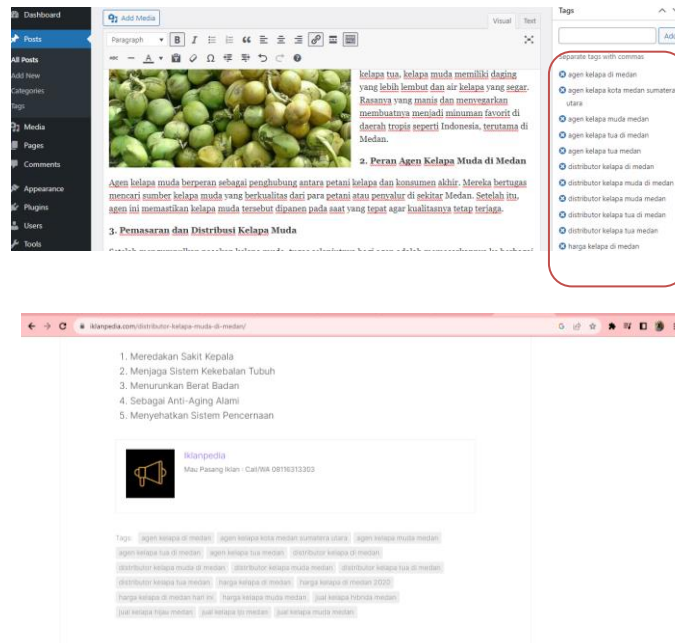 Dashboard
Posts
All Posts
Add New
Categories
Tags
Media
Pages
Comments
Appearance
Plugins
Users
Tools
Add Media
Visual Text
Paragraph
kelapa tua, kelapa muda memiliki daging
yang lebih lembut dan air kelapa yang segar.
Rasanya yang manis dan menyegarkan
membuatnya menjadi minuman favorit di
daerah tropis seperti Indonesia, terutama di
Medan.
2. Peran Agen Kelapa Muda di Medan
Agen kelapa muda berperan sebagai penghubung antara petani kelapa dan konsumen akhir. Mereka bertugas
mencari sumber kelapa muda yang berkualitas dari para petani atau penyalur di sekitar Medan. Setelah itu,
agen ini memastikan kelapa muda tersebut dipanen pada saat yang tepat agar kualitasnya tetap terjaga.
3. Pemasaran dan Distribusi Kelapa Muda
Tags
Add
Separate tags with commas
agen kelapa di medan
agen kelapa kota medan sumatera
utara
agen kelapa muda medan
agen kelapa tua di medan
agen kelapa tua medan
distributor kelapa di medan
distributor kelapa muda di medan
distributor kelapa muda medan
distributor kelapa tua di medan
distributor kelapa tua medan
harga kelapa di medan
iklanpedia.com/distributor-kelapa-muda-di-medan/
1. Meredakan Sakit Kepala
2. Menjaga Sistem Kekebalan Tubuh
3. Menurunkan Berat Badan
4. Sebagai Anti-Aging Alami
5. Menyehatkan Sistem Pencernaan
Iklanpedia
Mau Pasang Iklan - Call/WA 08116313303
Tags: agen kelapa di medan agen kelapa kota medan sumatera utara agen kelapa muda medan
agen kelapa tua di medan agen kelapa tua medan distributor kelapa di medan
distributor kelapa muda di medan distributor kelapa muda medan distributor kelapa tua di medan
distributor kelapa tua medan harga kelapa di medan harga kelapa di medan 2020
harga kelapa di medan hari ini harga kelapa muda medan jual kelapa hibrida medan
jual kelapa hijau medan jual kelapa ijo medan jual kelapa muda medan